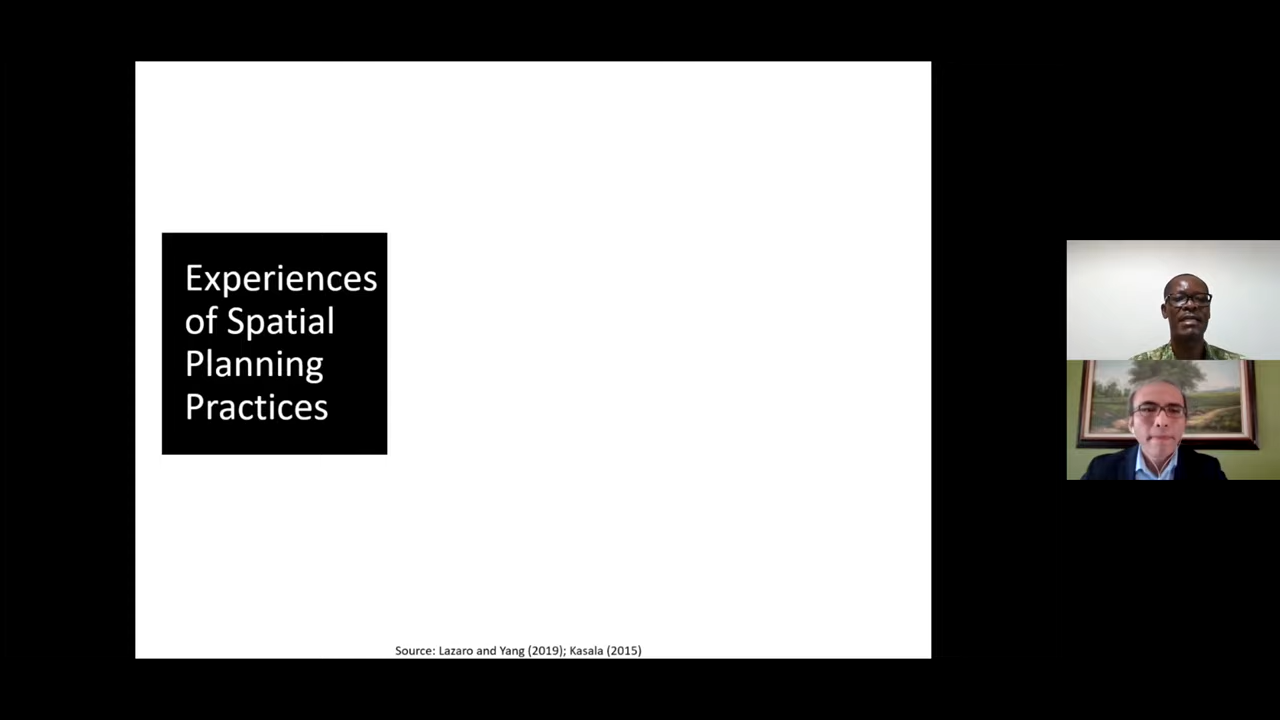 Experiences
of Spatial
Planning
Practices
Source: Lazaro and Yang (2019); Kasala (2015)